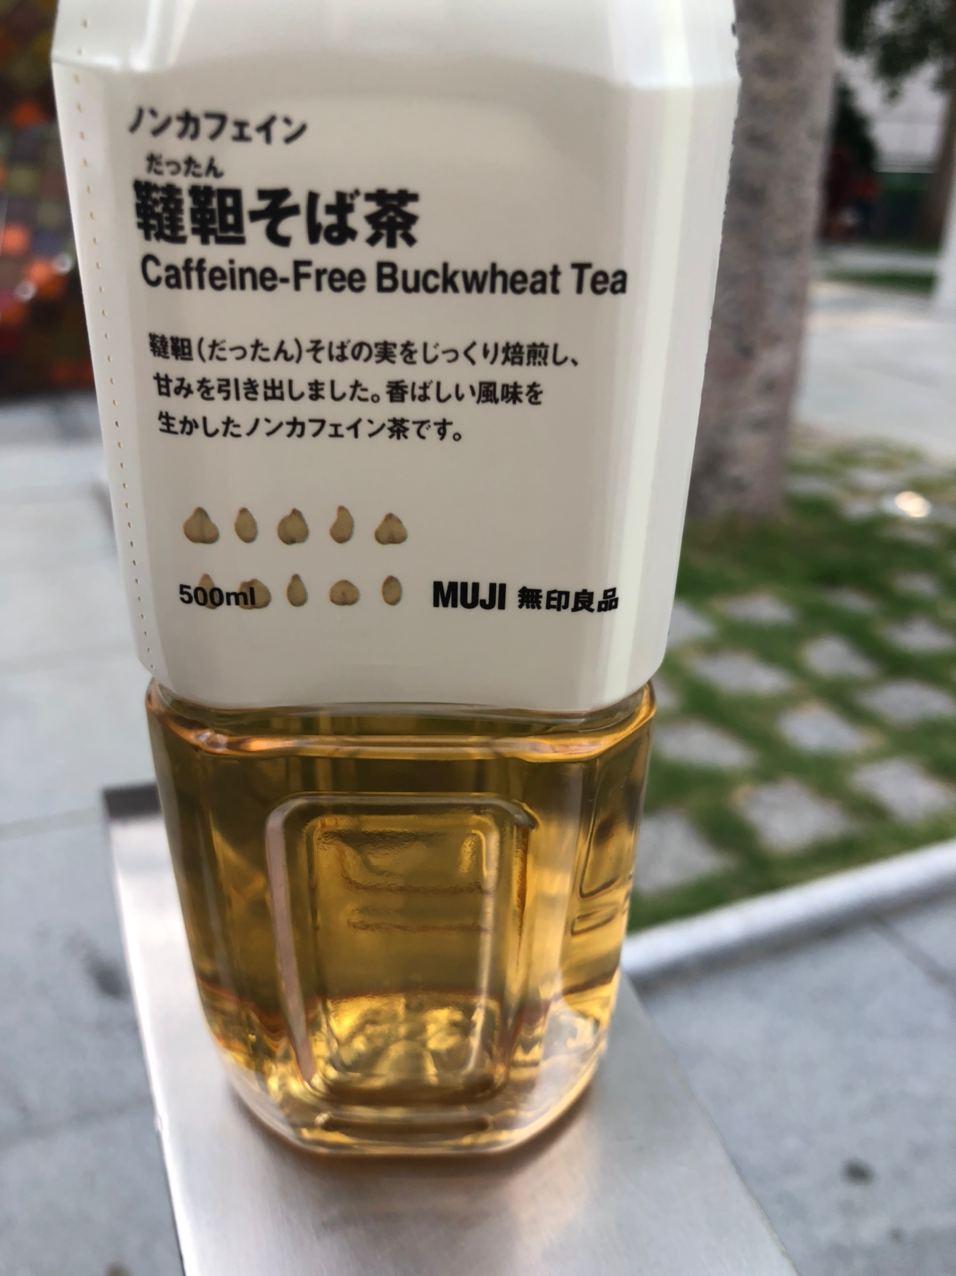 ノンカフェイン
だったん
韃靼そば茶
Caffeine-Free Buckwheat Tea
韃靼（だったん）そばの実をじっくり焙煎し、
甘みを引き出しました。香ばしい風味を
生かしたノンカフェイン茶です。
500ml MUJI 無印良品